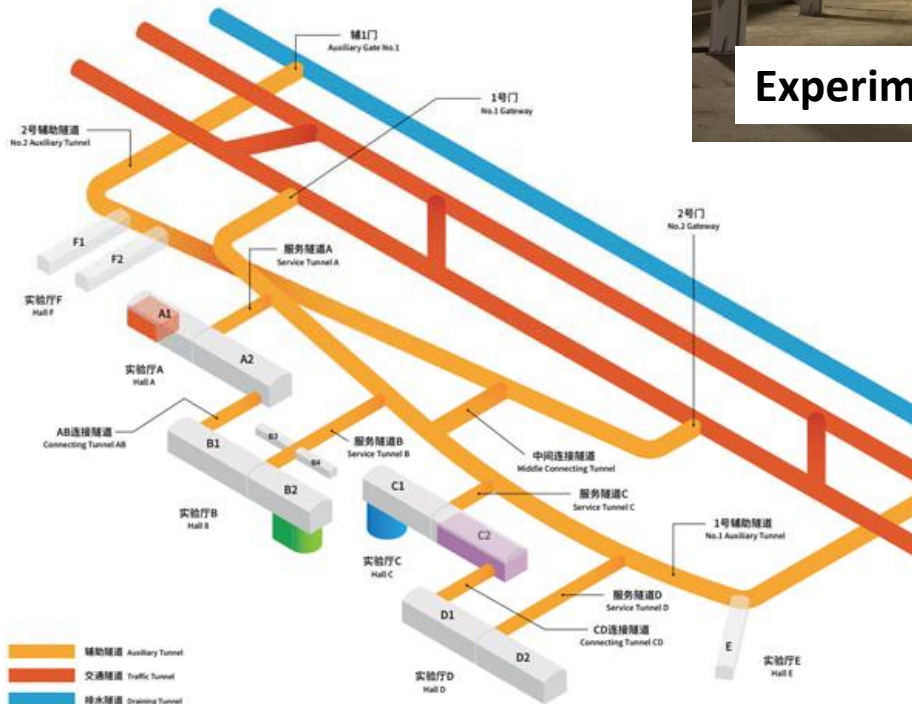 Experim
辅1门
Auxiliary Gate No.1
1号门
No.1 Gateway
2号辅助隧道
No.2 Auxiliary Tunnel
2号门
No.2 Gateway
服务隧道A
Service Tunnel A
F1
F2
实验厅F
Hall F
A1
A2
实验厅A
Hall A
AB连接隧道
Connecting Tunnel AB
B1
B2
B3
B4
服务隧道B
Service Tunnel B
中间连接隧道
Middle Connecting Tunnel
实验厅B
Hall B
C1
C2
服务隧道C
Service Tunnel C
实验厅C
Hall C
1号辅助隧道
No.1 Auxiliary Tunnel
D1
D2
服务隧道D
Service Tunnel D
CD连接隧道
Connecting Tunnel CD
实验厅D
Hall D
E
实验厅E
Hall E
辅助隧道 Auxiliary Tunnel
交通隧道 Traffic Tunnel
排水隧道 Draining Tunnel